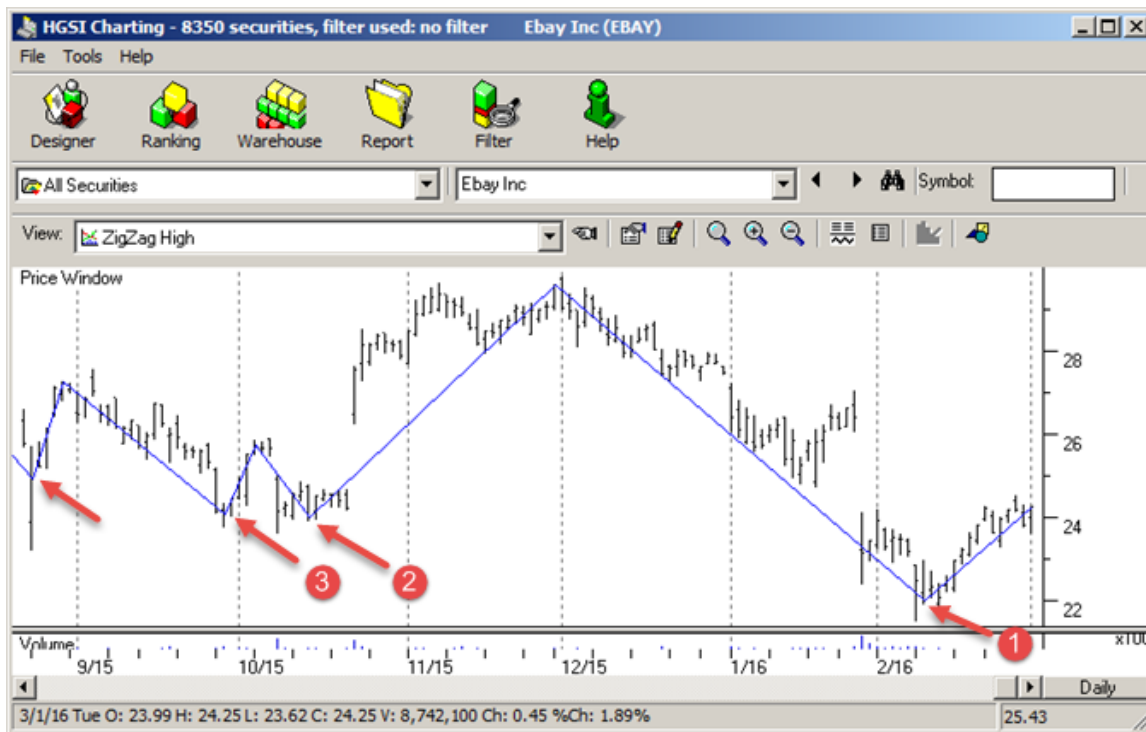 HGSI Charting - 8350 securities, filter used: no filter Ebay Inc (EBAY)
File Tools Help
Designer Ranking Warehouse Report Filter Help
All Securities Ebay Inc Symbol:
View: ZigZag High
Price Window
28
26
24
22
3 2 1
Volume x100
9/15 10/15 11/15 12/15 1/16 2/16
Daily
3/1/16 Tue O: 23.99 H: 24.25 L: 23.62 C: 24.25 V: 8,742,100 Ch: 0.45 %Ch: 1.89% 25.43